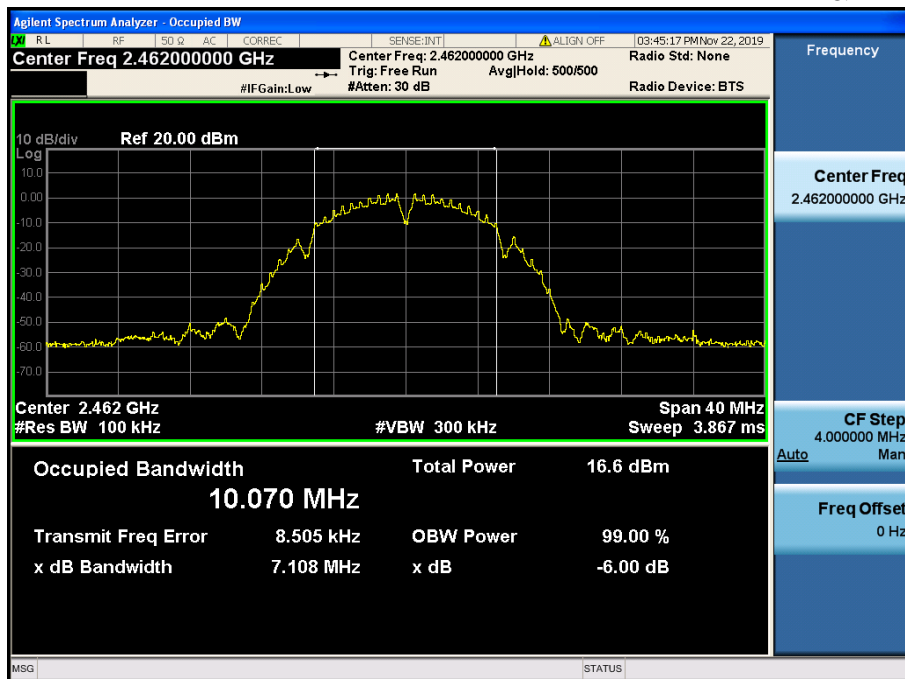 Agilent Spectrum Analyzer - Occupied BW
LXI RL RF 50 Ω AC CORREC SENSE:INT ALIGN OFF 03:45:17 PM Nov 22, 2019
Center Freq 2.462000000 GHz
Center Freq: 2.462000000 GHz
Radio Std: None
Trig: Free Run Avg|Hold: 500/500
#IFGain:Low
#Atten: 30 dB
Radio Device: BTS
10 dB/div Ref 20.00 dBm
Log
10.0
0.00
-10.0
-20.0
-30.0
-40.0
-50.0
-60.0
-70.0
Center 2.462 GHz
Span 40 MHz
#Res BW 100 kHz
#VBW 300 kHz
Sweep 3.867 ms
Occupied Bandwidth
Total Power 16.6 dBm
10.070 MHz
Transmit Freq Error 8.505 kHz
OBW Power 99.00 %
x dB Bandwidth 7.108 MHz
x dB -6.00 dB
MSG
STATUS
Frequency
Center Freq
2.462000000 GHz
CF Step
4.000000 MHz
Auto Man
Freq Offset
0 Hz